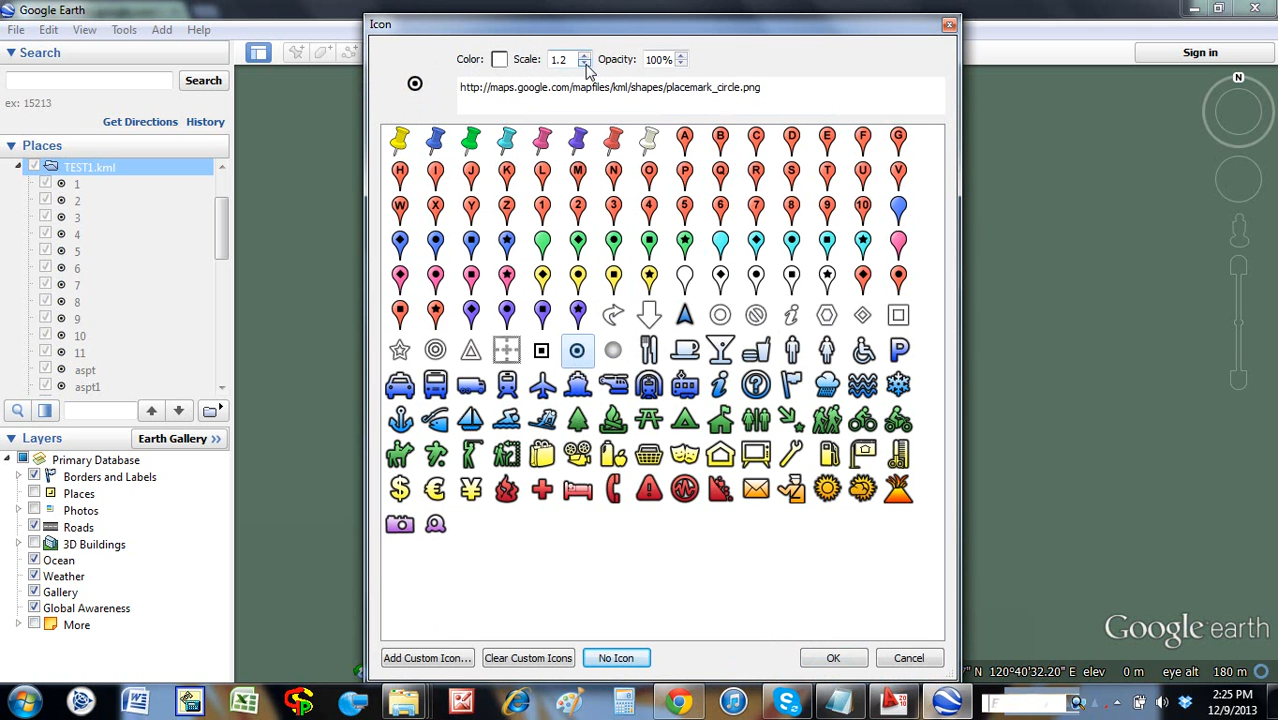 Google Earth
Icon
File Edit View Tools Add Help
Search
Search
ex: 15213
Get Directions History
Places
TEST1.kml
1
2
3
4
5
6
7
8
9
10
11
aspt
aspt1
Layers
Earth Gallery >>
Primary Database
Borders and Labels
Places
Photos
Roads
3D Buildings
Ocean
Weather
Gallery
Global Awareness
More
Color: Scale: 1.2 Opacity: 100%
http://maps.google.com/mapfiles/kml/shapes/placemark_circle.png
A B C D E F G
H I J K L M N O P Q R S T U V
W X Y Z 1 2 3 4 5 6 7 8 9 10
P
$ € ¥
Add Custom Icon... Clear Custom Icons No Icon OK Cancel
Sign in
N
Google earth
N 120°40'32.20" E elev 0 m eye alt 180 m
2:25 PM
12/9/2013